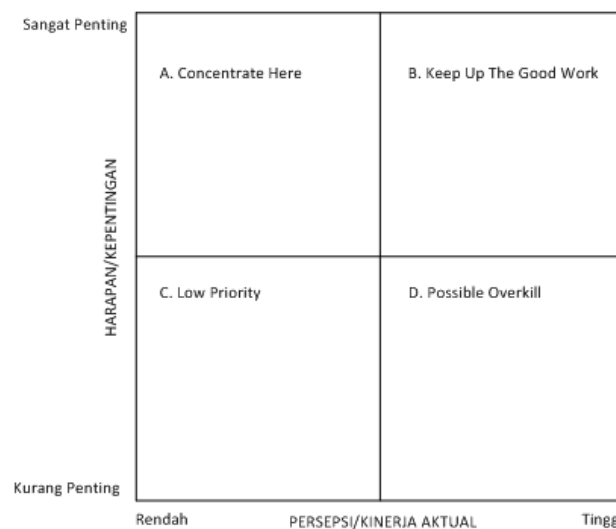 Sangat Penting
A. Concentrate Here
B. Keep Up The Good Work
HARAPAN/KEPENTINGAN
C. Low Priority
D. Possible Overkill
Kurang Penting
Rendah
PERSEPSI/KINERJA AKTUAL
Tingg